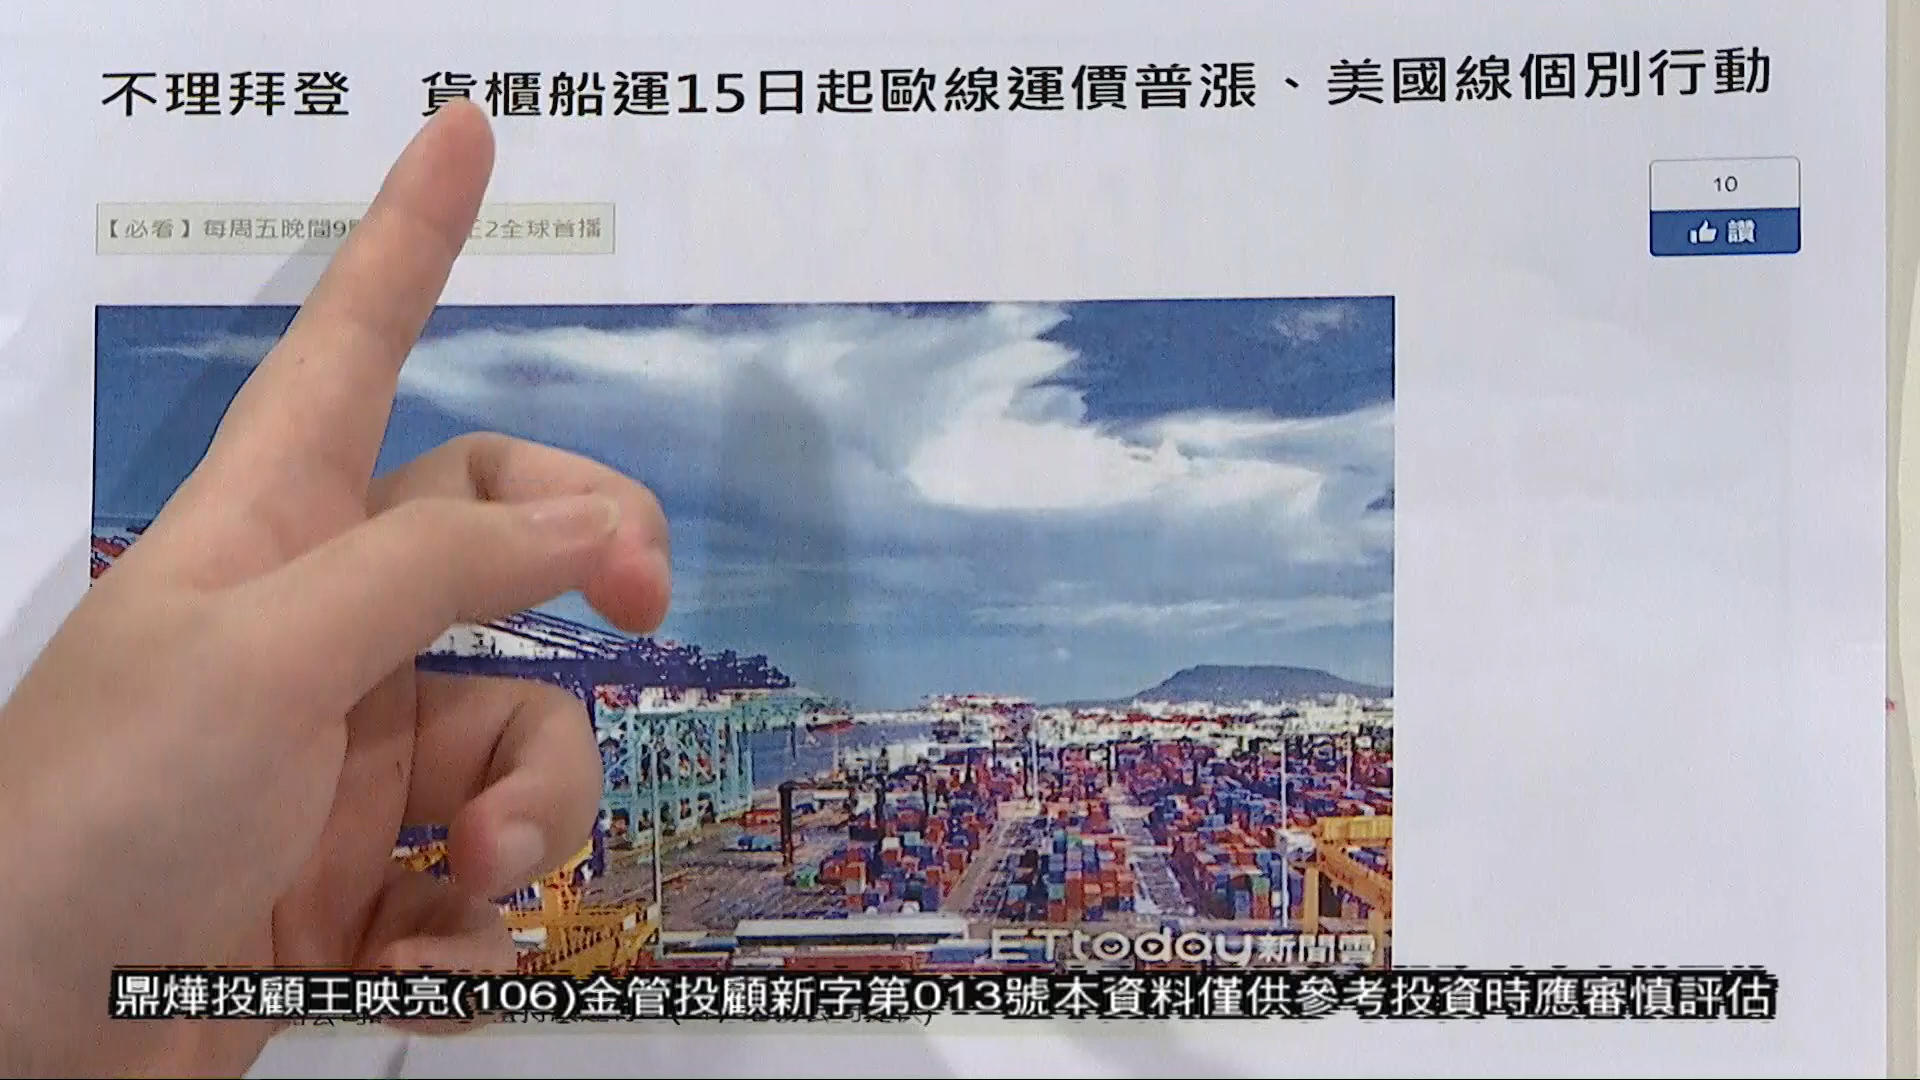 不理拜登 貨櫃船運15日起歐線運價普漲、美國線個別行動
10
讚
【必看】每周五晚間9 2全球首播
ETtoday新聞雲
鼎燁投顧王映亮(106)金管投顧新字第013號本資料僅供參考投資時應審慎評估